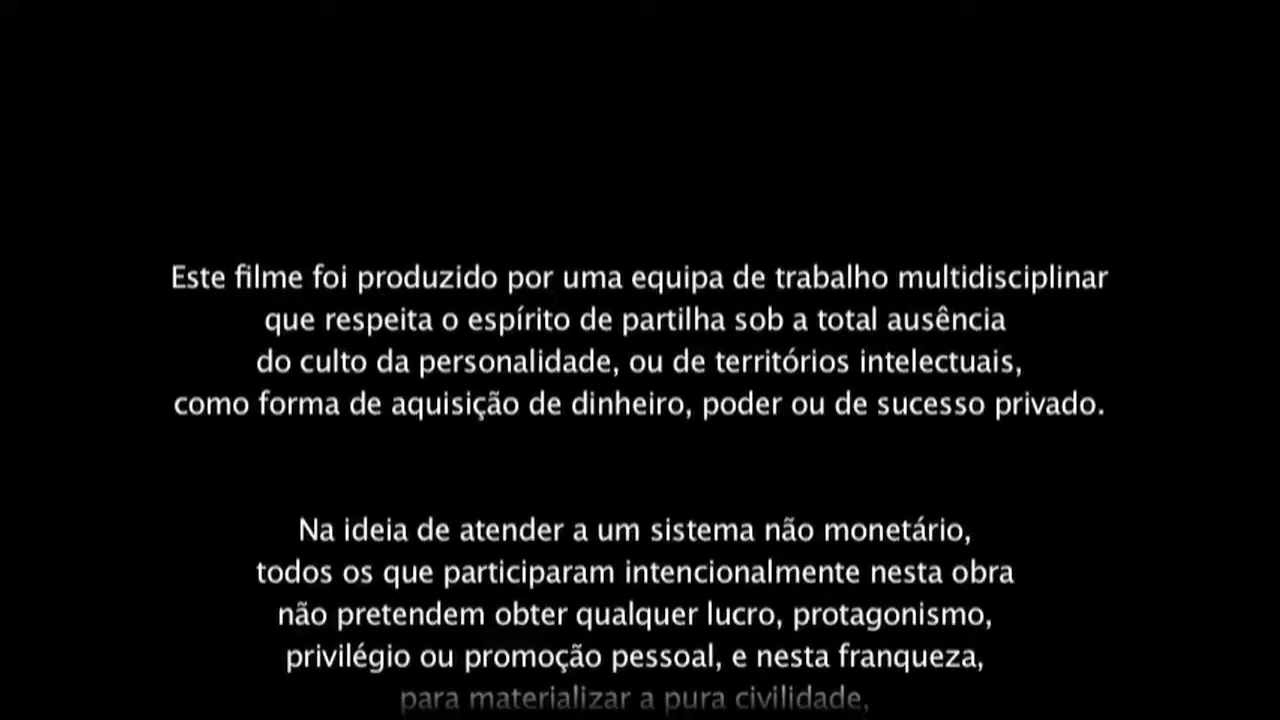 Este filme foi produzido por uma equipa de trabalho multidisciplinar
que respeita o espírito de partilha sob a total ausência
do culto da personalidade, ou de territórios intelectuais,
como forma de aquisição de dinheiro, poder ou de sucesso privado.
Na ideia de atender a um sistema não monetário,
todos os que participaram intencionalmente nesta obra
não pretendem obter qualquer lucro, protagonismo,
privilégio ou promoção pessoal, e nesta franqueza,
para materializar a pura civilidade,